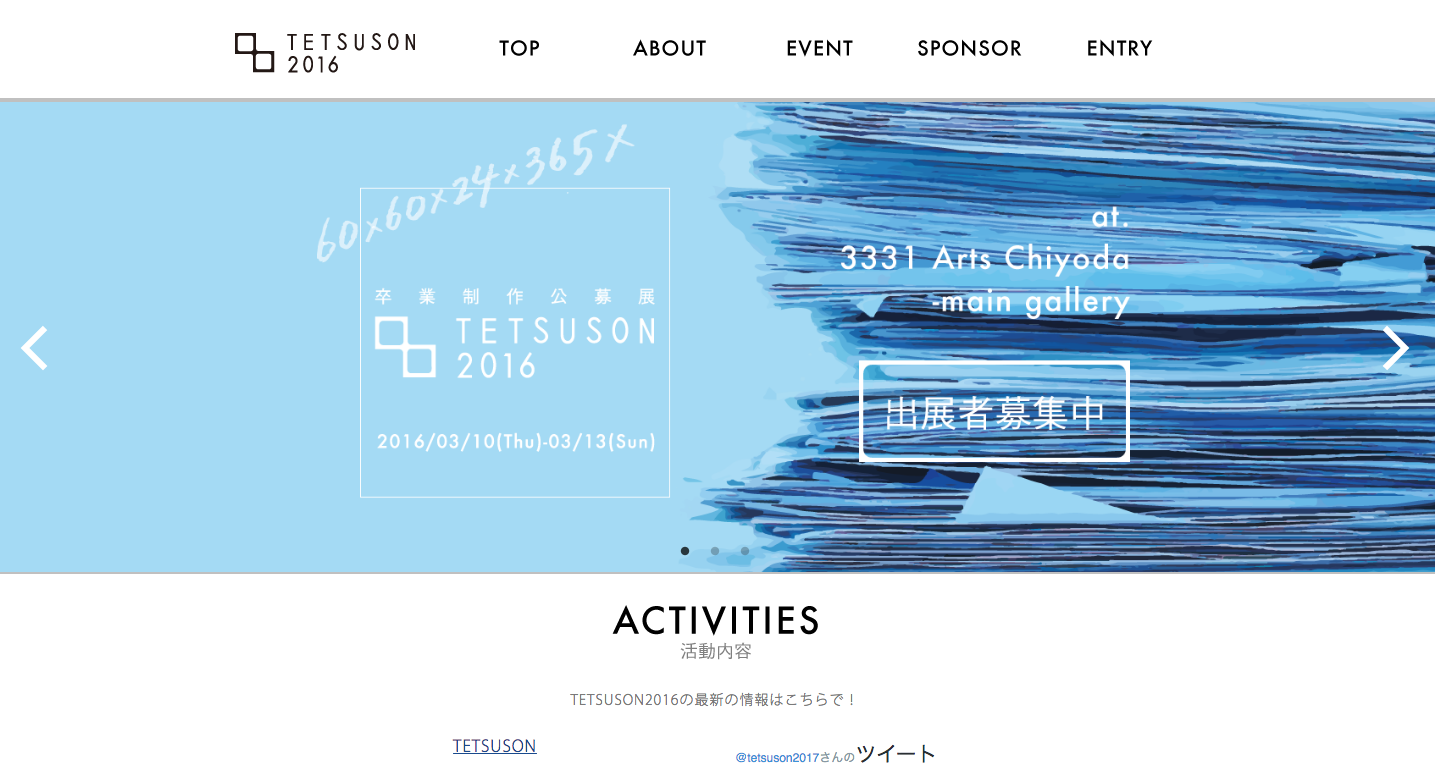 TETSUSON
2016
TOP
ABOUT
EVENT
SPONSOR
ENTRY
60×60×24×365×
卒業制作公募展
TETSUSON
2016
2016/03/10(Thu)-03/13(Sun)
at.
3331 Arts Chiyoda
-main gallery
出展者募集中
ACTIVITIES
活動内容
TETSUSON2016の最新の情報はこちらで！
TETSUSON
@tetsuson2017さんのツイート